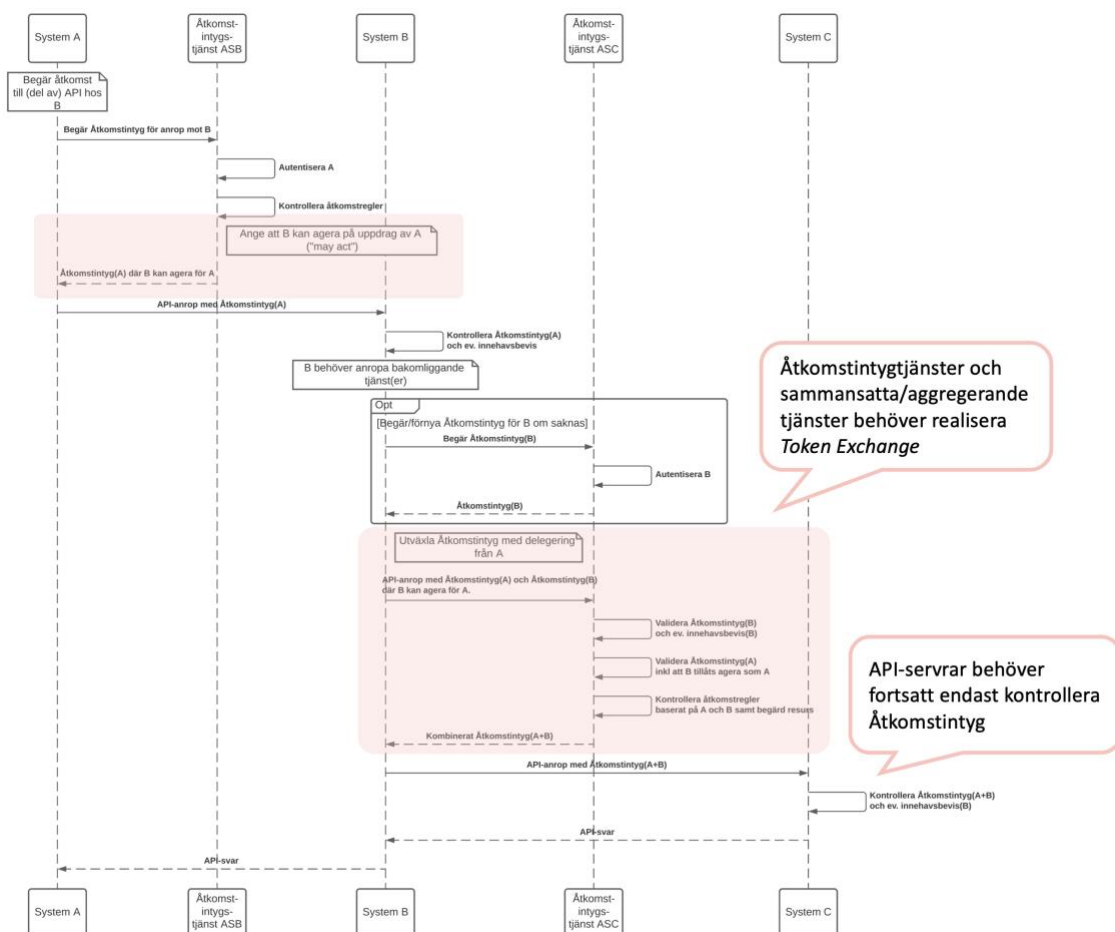 System A
Åtkomst-
intygs-
tjänst ASB
System B
Åtkomst-
intygs-
tjänst ASC
System C
Begär åtkomst
till (del av) API hos
B
Begär Åtkomstintyg för anrop mot B
Autentisera A
Kontrollera åtkomstregler
Ange att B kan agera på uppdrag av A
("may act")
Åtkomstintyg(A) där B kan agera för A
API-anrop med Åtkomstintyg(A)
Kontrollera Åtkomstintyg(A)
och ev. innehavsbevis
B behöver anropa bakomliggande
tjänst(er)
Åtkomstintygtjänster och
sammansatta/aggregerande
tjänster behöver realisera
Token Exchange
Opt
[Begär/förnya Åtkomstintyg för B om saknas]
Begär Åtkomstintyg(B)
Autentisera B
Åtkomstintyg(B)
Utväxla Åtkomstintyg med delegering
från A
API-anrop med Åtkomstintyg(A) och Åtkomstintyg(B)
där B kan agera för A.
Validera Åtkomstintyg(B)
och ev. innehavsbevis(B)
Validera Åtkomstintyg(A)
inkl att B tillåts agera som A
Kontrollera åtkomstregler
baserat på A och B samt begärd resurs
Kombinerat Åtkomstintyg(A+B)
API-servrar behöver
fortsatt endast kontrollera
Åtkomstintyg
API-anrop med Åtkomstintyg(A+B)
Kontrollera Åtkomstintyg(A+B)
och ev. innehavsbevis(B)
API-svar
API-svar
System A
Åtkomst-
intygs-
tjänst ASB
System B
Åtkomst-
intygs-
tjänst ASC
System C